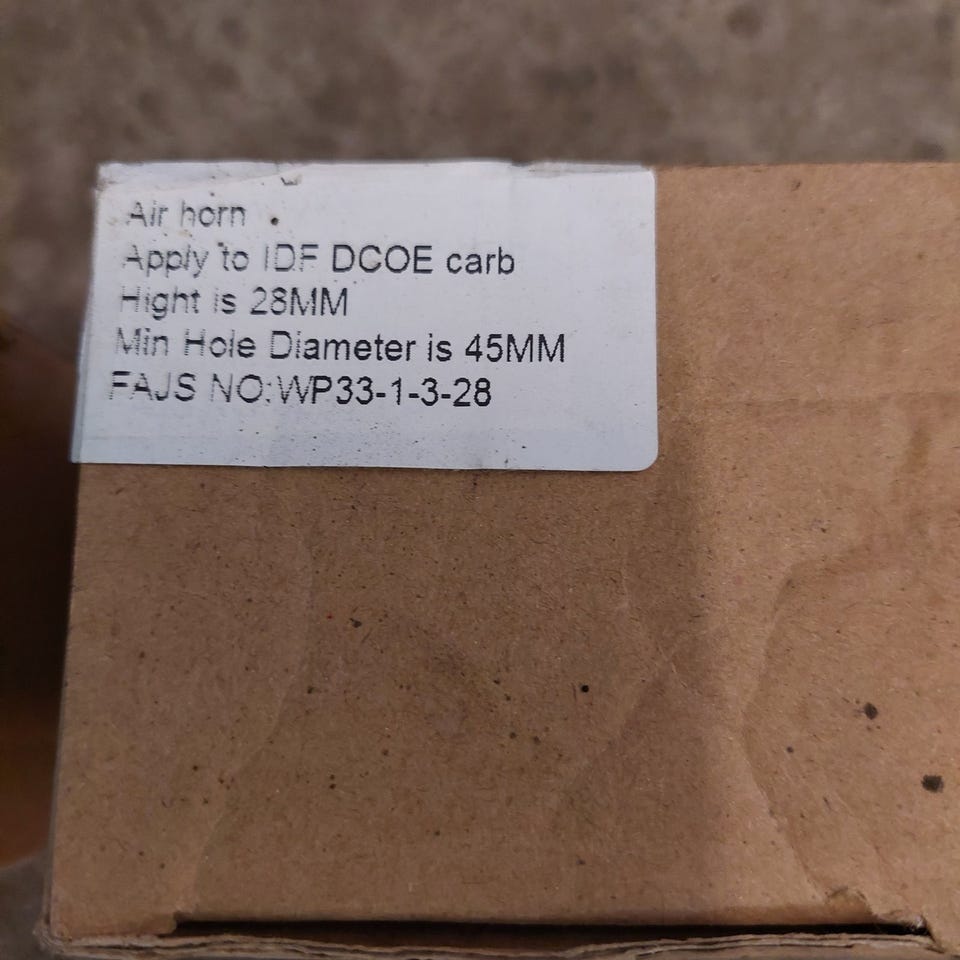 Air horn
Apply to IDF DCOE carb
Hight is 28MM
Min Hole Diameter is 45MM
FAJS NO:WP33-1-3-28